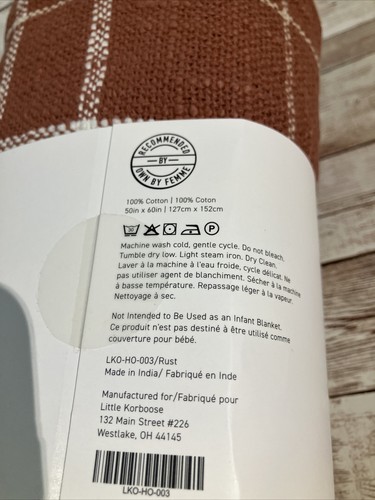 RECOMMENDED
BY
OWN BY FEMME
100% Cotton | 100% Coton
50in x 60in | 127cm x 152cm
P
Machine wash cold, gentle cycle. Do not bleach.
Tumble dry low. Light steam iron. Dry Clean.
Laver à la machine à l'eau froide, cycle délicat. Ne
pas utiliser agent de blanchiment. Sécher à la machine
à basse température. Repassage léger à la vapeur.
Nettoyage à sec.
Not Intended to Be Used as an Infant Blanket.
Ce produit n'est pas destiné à être utilisé comme
couverture pour bébé.
LKO-HO-003/Rust
Made in India/ Fabriqué en Inde
Manufactured for/Fabriqué pour
Little Korboose
132 Main Street #226
Westlake, OH 44145
LKO-HO-003